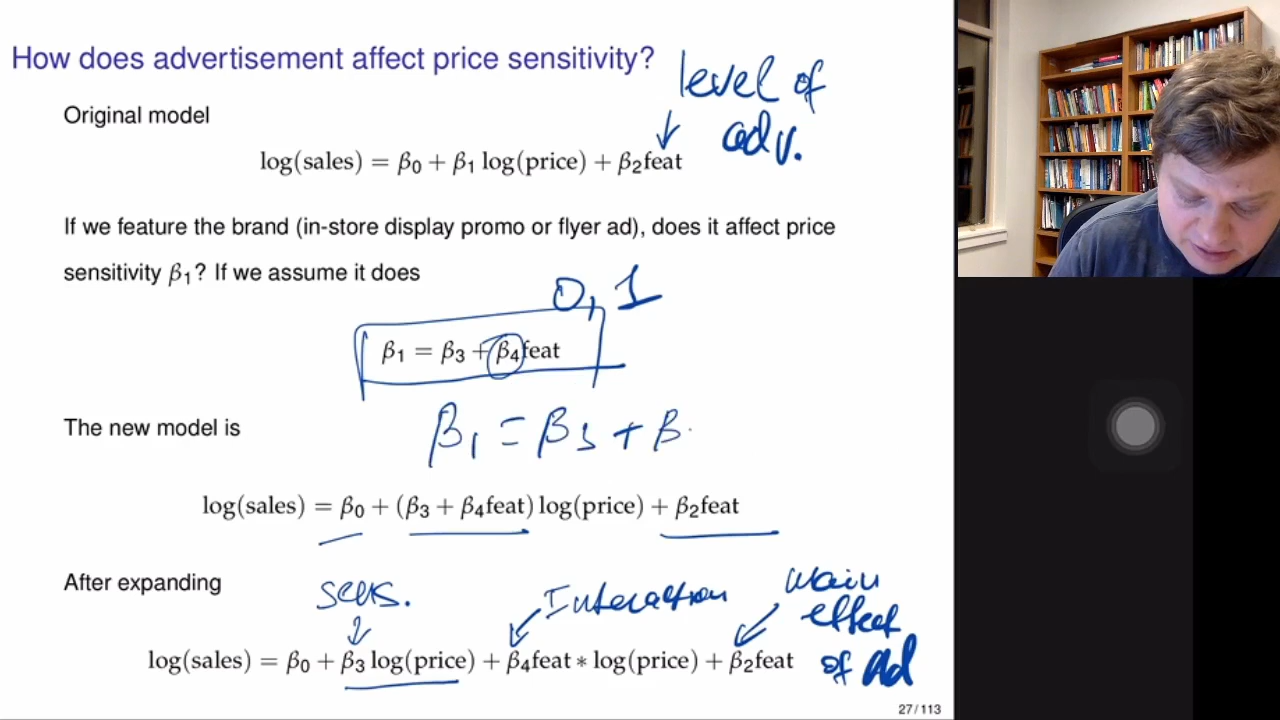 How does advertisement affect price sensitivity?
level of
adv.
Original model
log(sales) = β₀ + β₁ log(price) + β₂feat
If we feature the brand (in-store display promo or flyer ad), does it affect price
sensitivity β₁? If we assume it does
0, 1
β₁ = β₃ + β₄feat
β₁ = β₃ + β
The new model is
log(sales) = β₀ + (β₃ + β₄feat) log(price) + β₂feat
After expanding
sens.
Interaction
main
effect
of ad
log(sales) = β₀ + β₃ log(price) + β₄feat * log(price) + β₂feat
27/113